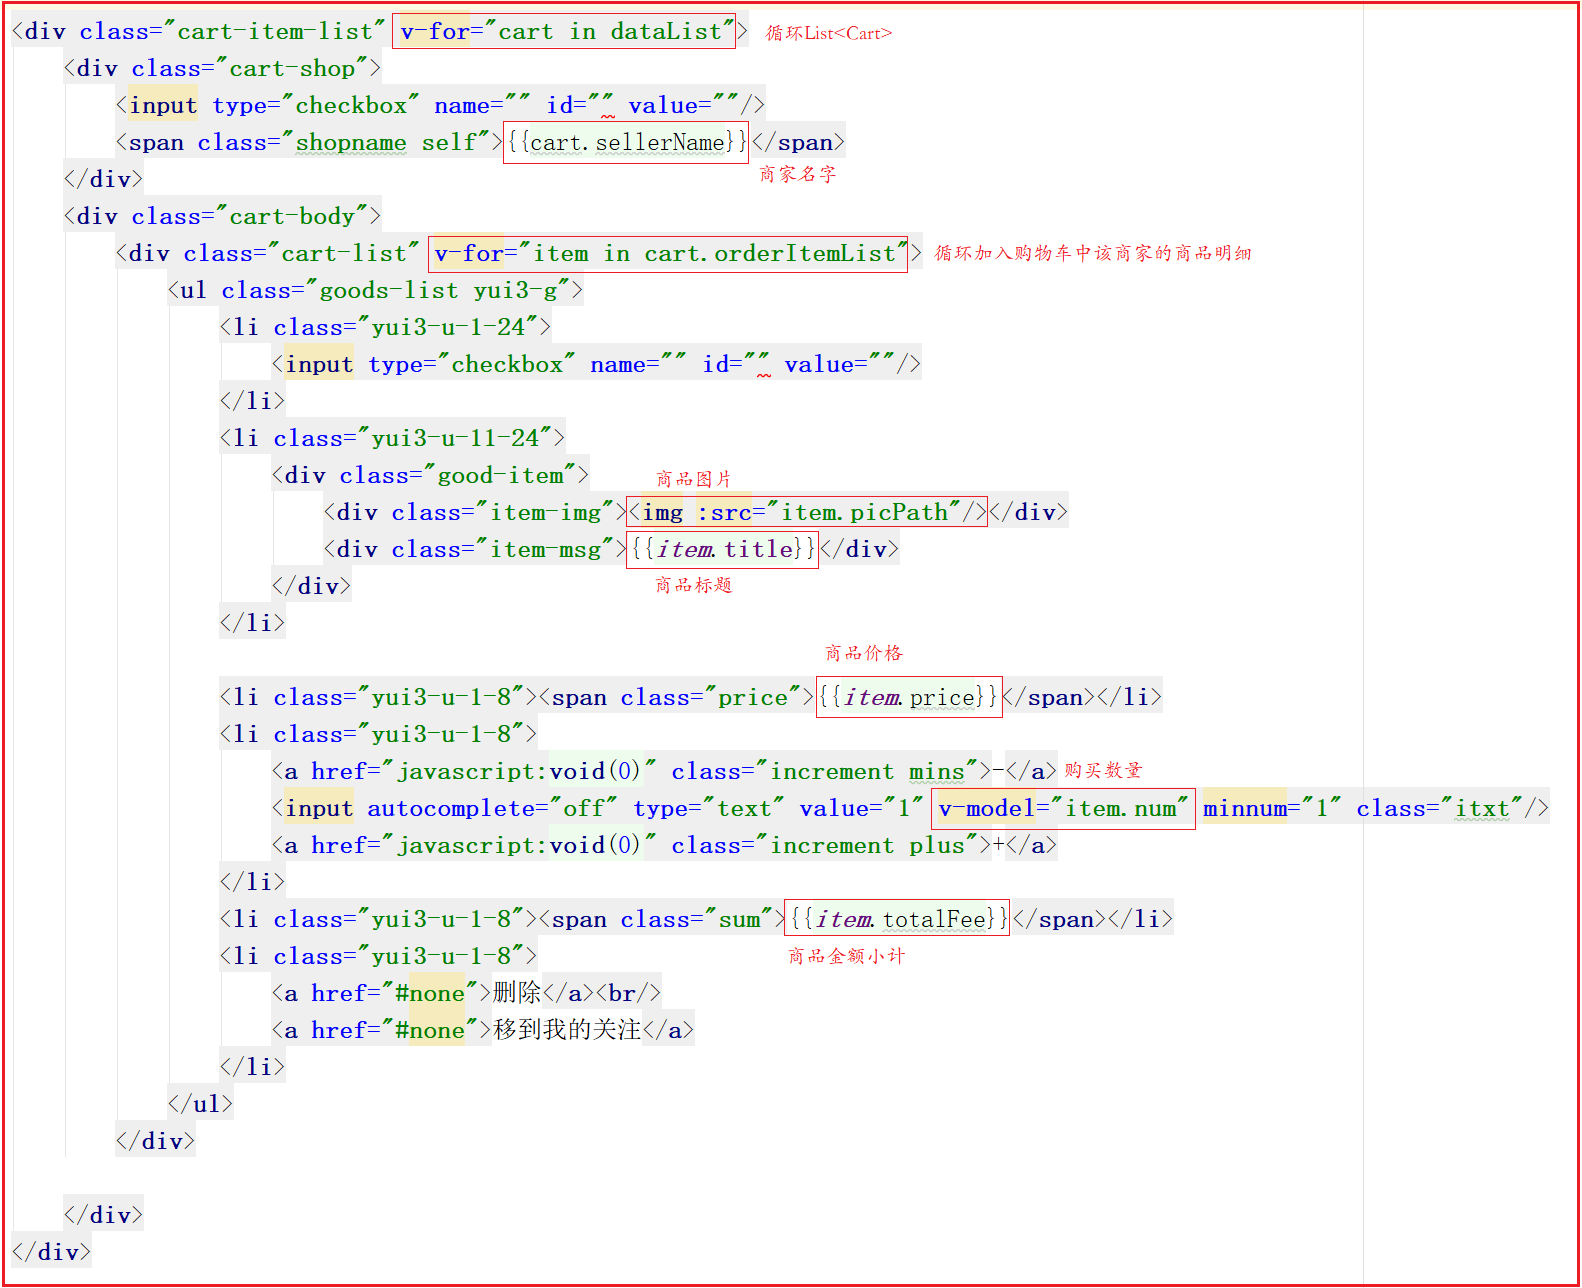 <div class="cart-item-list" v-for="cart in dataList"> 循环List<Cart>
<div class="cart-shop">
<input type="checkbox" name="" id="" value=""/>
<span class="shopname self">{{cart.sellerName}}</span>
商家名字
</div>
<div class="cart-body">
<div class="cart-list" v-for="item in cart.orderItemList"> 循环加入购物车中该商家的商品明细
<ul class="goods-list yui3-g">
<li class="yui3-u-1-24">
<input type="checkbox" name="" id="" value=""/>
</li>
<li class="yui3-u-11-24">
<div class="good-item">
商品图片
<div class="item-img"><img :src="item.picPath"/></div>
<div class="item-msg">{{item.title}}</div>
商品标题
</div>
</li>
商品价格
<li class="yui3-u-1-8"><span class="price">{{item.price}}</span></li>
<li class="yui3-u-1-8">
<a href="javascript:void(0)" class="increment mins">-</a> 购买数量
<input autocomplete="off" type="text" value="1" v-model="item.num" minnum="1" class="itxt"/>
<a href="javascript:void(0)" class="increment plus">+</a>
</li>
<li class="yui3-u-1-8"><span class="sum">{{item.totalFee}}</span></li>
<li class="yui3-u-1-8"> 商品金额小计
<a href="#none">删除</a><br/>
<a href="#none">移到我的关注</a>
</li>
</ul>
</div>
</div>
</div>